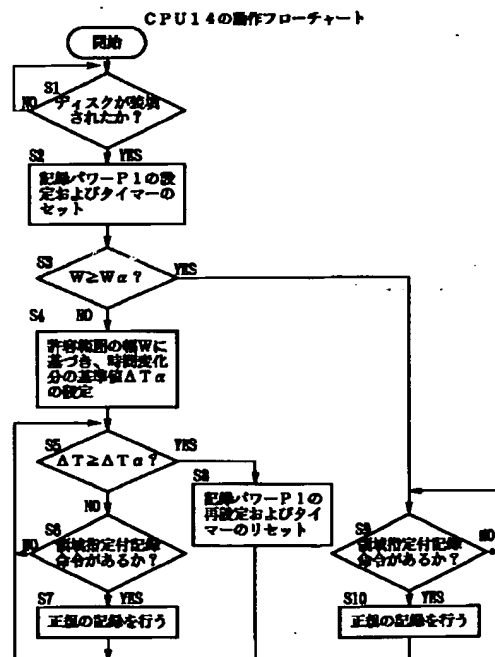 CPU14の動作フローチャート
開始
S1
ディスクが装填
されたか?
NO
YES
S2
記録パワーP1の設
定およびタイマーの
セット
S3
W≥Wα?
YES
NO
S4
許容範囲の幅Wに
基づき、時間変化
分の基準値ΔTα
の設定
S5
ΔT≥ΔTα?
YES
NO
S8
記録パワーP1の
再設定およびタイ
マーのリセット
S6
領域指定付記録
命令があるか?
NO
YES
S7
正規の記録を行う
S9
領域指定付記録
命令があるか?
NO
YES
S10
正規の記録を行う